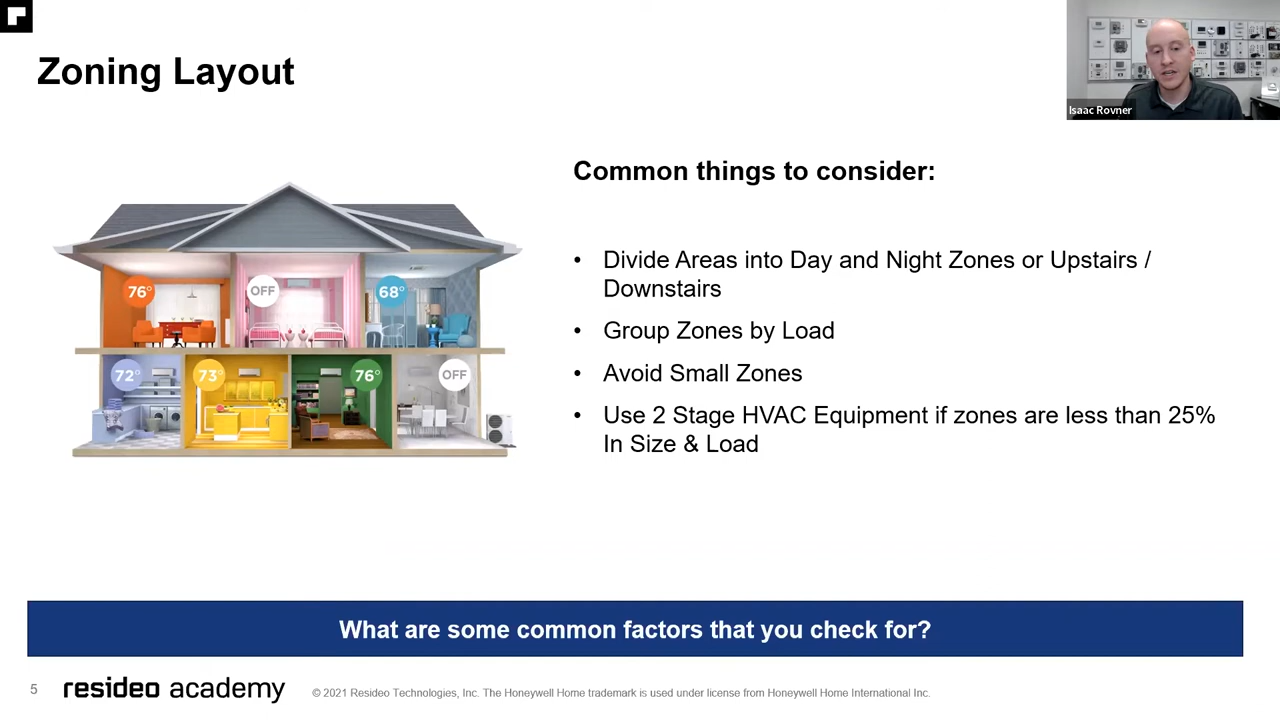 Zoning Layout
Isaac Rovner
Common things to consider:
• Divide Areas into Day and Night Zones or Upstairs /
Downstairs
• Group Zones by Load
• Avoid Small Zones
• Use 2 Stage HVAC Equipment if zones are less than 25%
In Size & Load
76°
OFF
68°
72°
73°
76°
OFF
What are some common factors that you check for?
5
resideo academy
© 2021 Resideo Technologies, Inc. The Honeywell Home trademark is used under license from Honeywell Home International Inc.